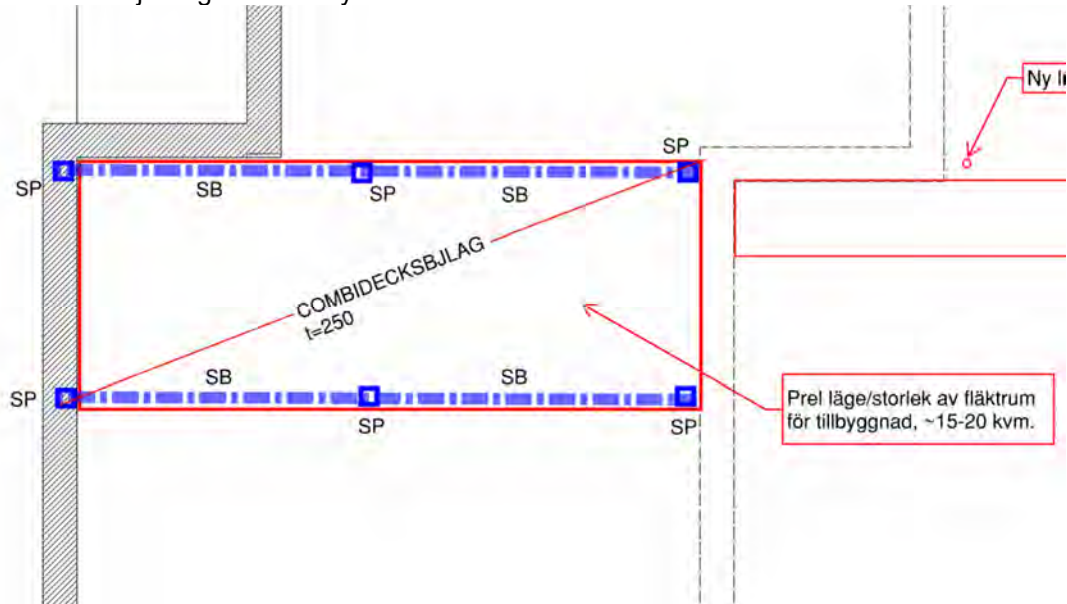 Ny
SP
SP
SB
SP
SB
COMBIDECKSBJLAG
t=250
SB
SB
SP
SP
SP
Prel läge/storlek av fläktrum
för tillbyggnad, ~15-20 kvm.